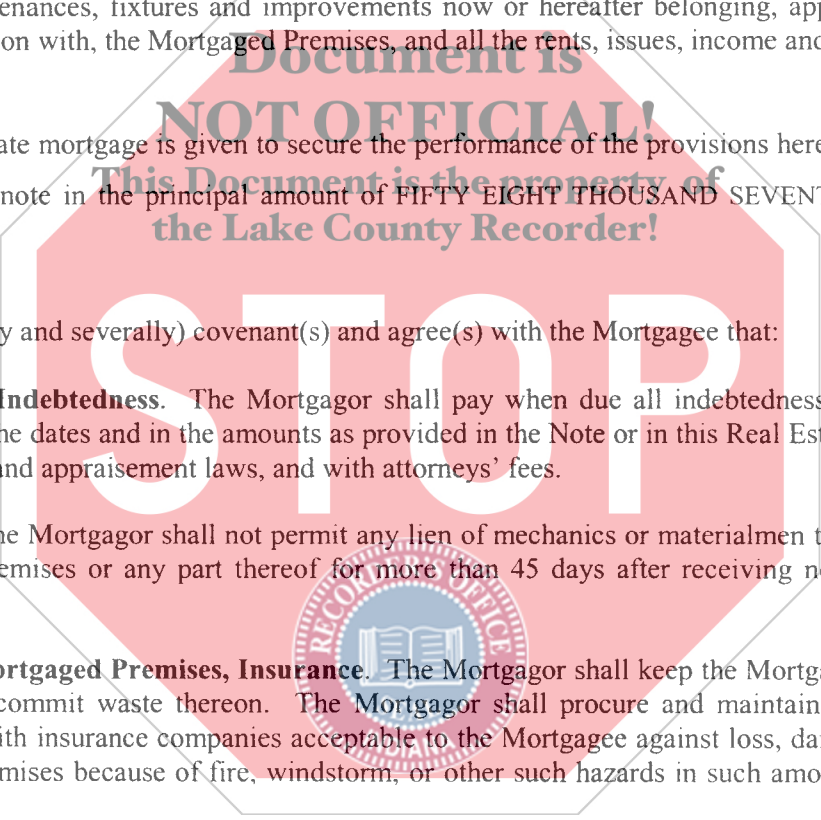 enances, fixtures and improvements now or hereafter belonging, app
on with, the Mortgaged Premises, and all the rents, issues, income and
Document is
NOT OFFICIAL!
ate mortgage is given to secure the performance of the provisions here
This Document is the property of
note in the principal amount of FIFTY EIGHT THOUSAND SEVENT
the Lake County Recorder!
STOP
y and severally) covenant(s) and agree(s) with the Mortgagee that:
Indebtedness. The Mortgagor shall pay when due all indebtedness
he dates and in the amounts as provided in the Note or in this Real Est
and appraisement laws, and with attorneys' fees.
he Mortgagor shall not permit any lien of mechanics or materialmen t
emises or any part thereof for more than 45 days after receiving no
RECORDER'S OFFICE
ortgaged Premises, Insurance. The Mortgagor shall keep the Mortga
commit waste thereon. The Mortgagor shall procure and maintain
ith insurance companies acceptable to the Mortgagee against loss, da
INDIANA
mises because of fire, windstorm, or other such hazards in such amo